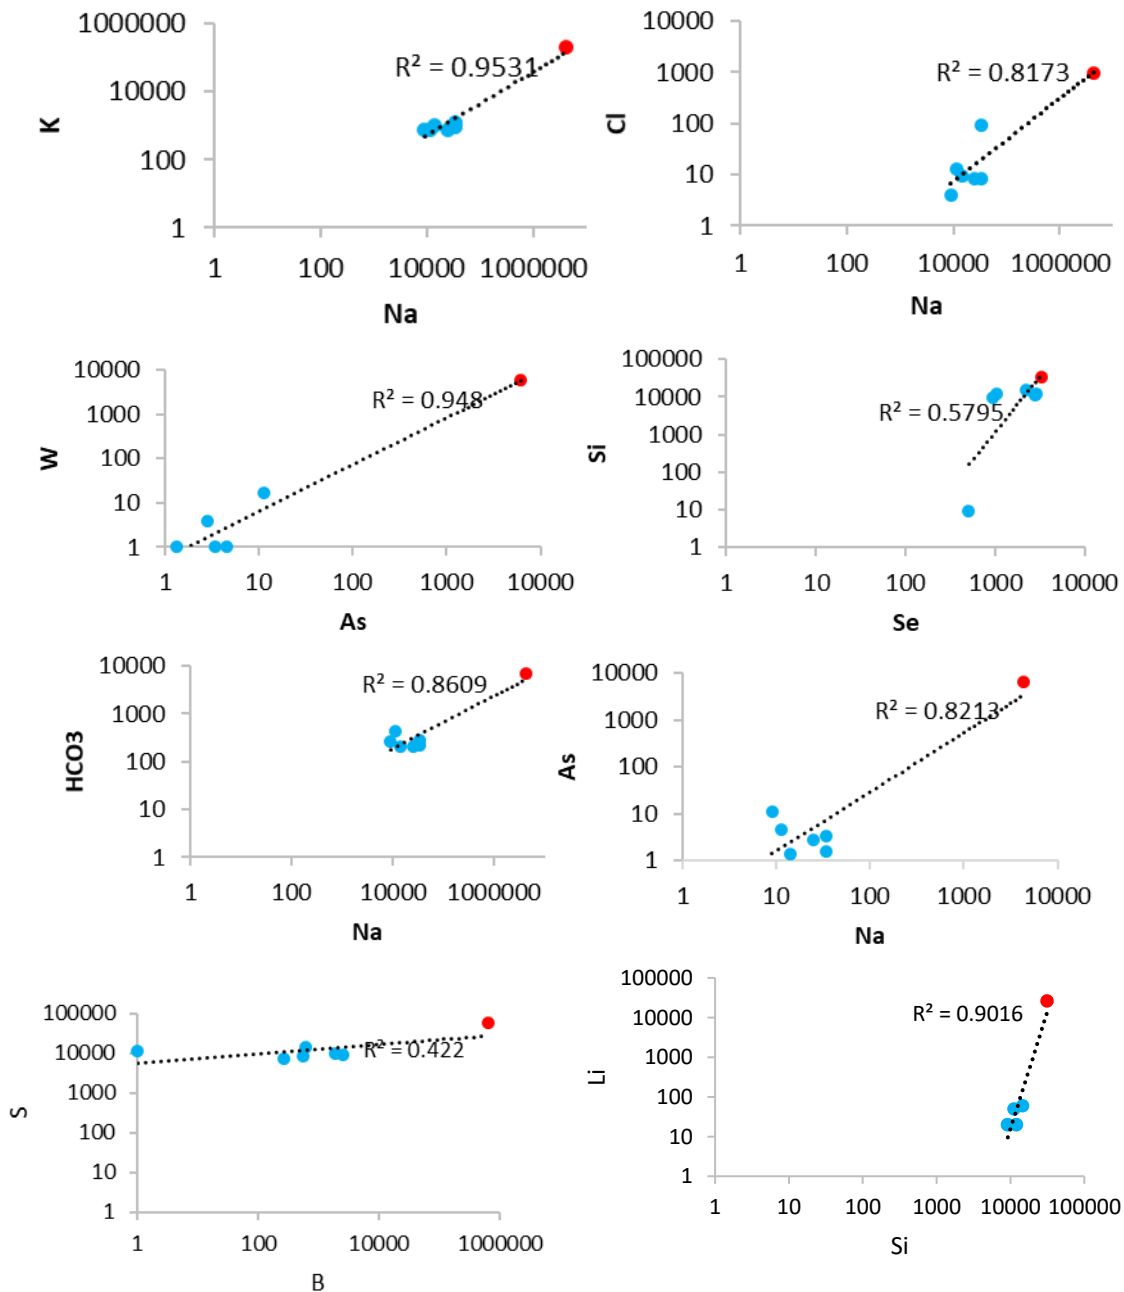 1000000
R² = 0.9531
10000
K
100
1
1 100 10000 1000000
Na
10000
1000
R² = 0.8173
Cl
100
10
1
1 100 10000 1000000
Na
10000
1000
R² = 0.948
W
100
10
1
1 10 100 1000 10000
As
100000
10000
R² = 0.5795
1000
Si
100
10
1
1 10 100 1000 10000
Se
10000
R² = 0.8609
1000
HCO3
100
10
1
1 100 10000 1000000
Na
10000
1000
R² = 0.8213
As
100
10
1
1 10 100 1000 10000
Na
100000
10000
R² = 0.422
1000
S
100
10
1
1 100 10000 1000000
B
100000
10000
R² = 0.9016
1000
Li
100
10
1
1 10 100 1000 10000 100000
Si